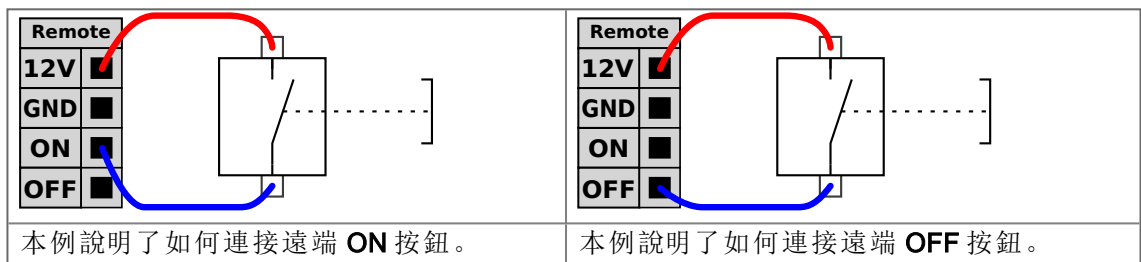 Remote
12V
GND
ON
OFF
本例說明了如何連接遠端 ON 按鈕。
Remote
12V
GND
ON
OFF
本例說明了如何連接遠端 OFF 按鈕。